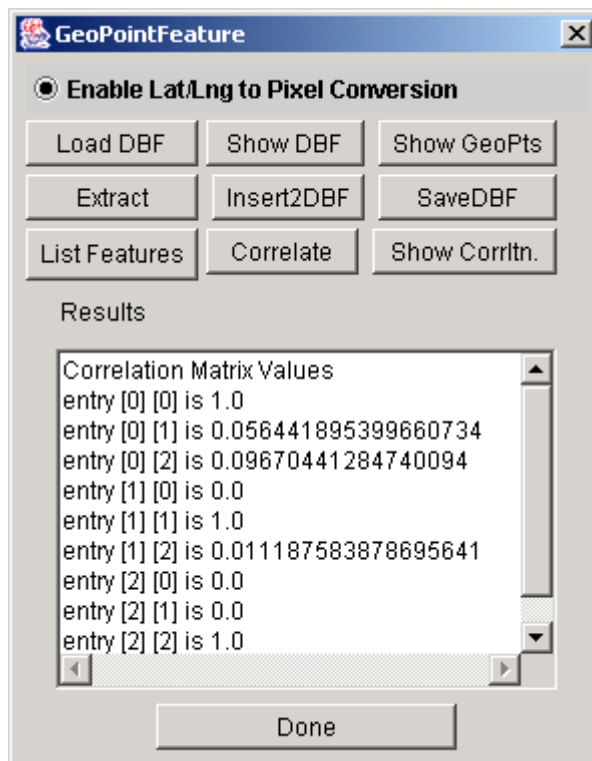 GeoPointFeature
Enable Lat/Lng to Pixel Conversion
Load DBF
Show DBF
Show GeoPts
Extract
Insert2DBF
SaveDBF
List Features
Correlate
Show Corrltn.
Results
Correlation Matrix Values
entry [0] [0] is 1.0
entry [0] [1] is 0.056441895399660734
entry [0] [2] is 0.09670441284740094
entry [1] [0] is 0.0
entry [1] [1] is 1.0
entry [1] [2] is 0.011187583878695641
entry [2] [0] is 0.0
entry [2] [1] is 0.0
entry [2] [2] is 1.0
Done